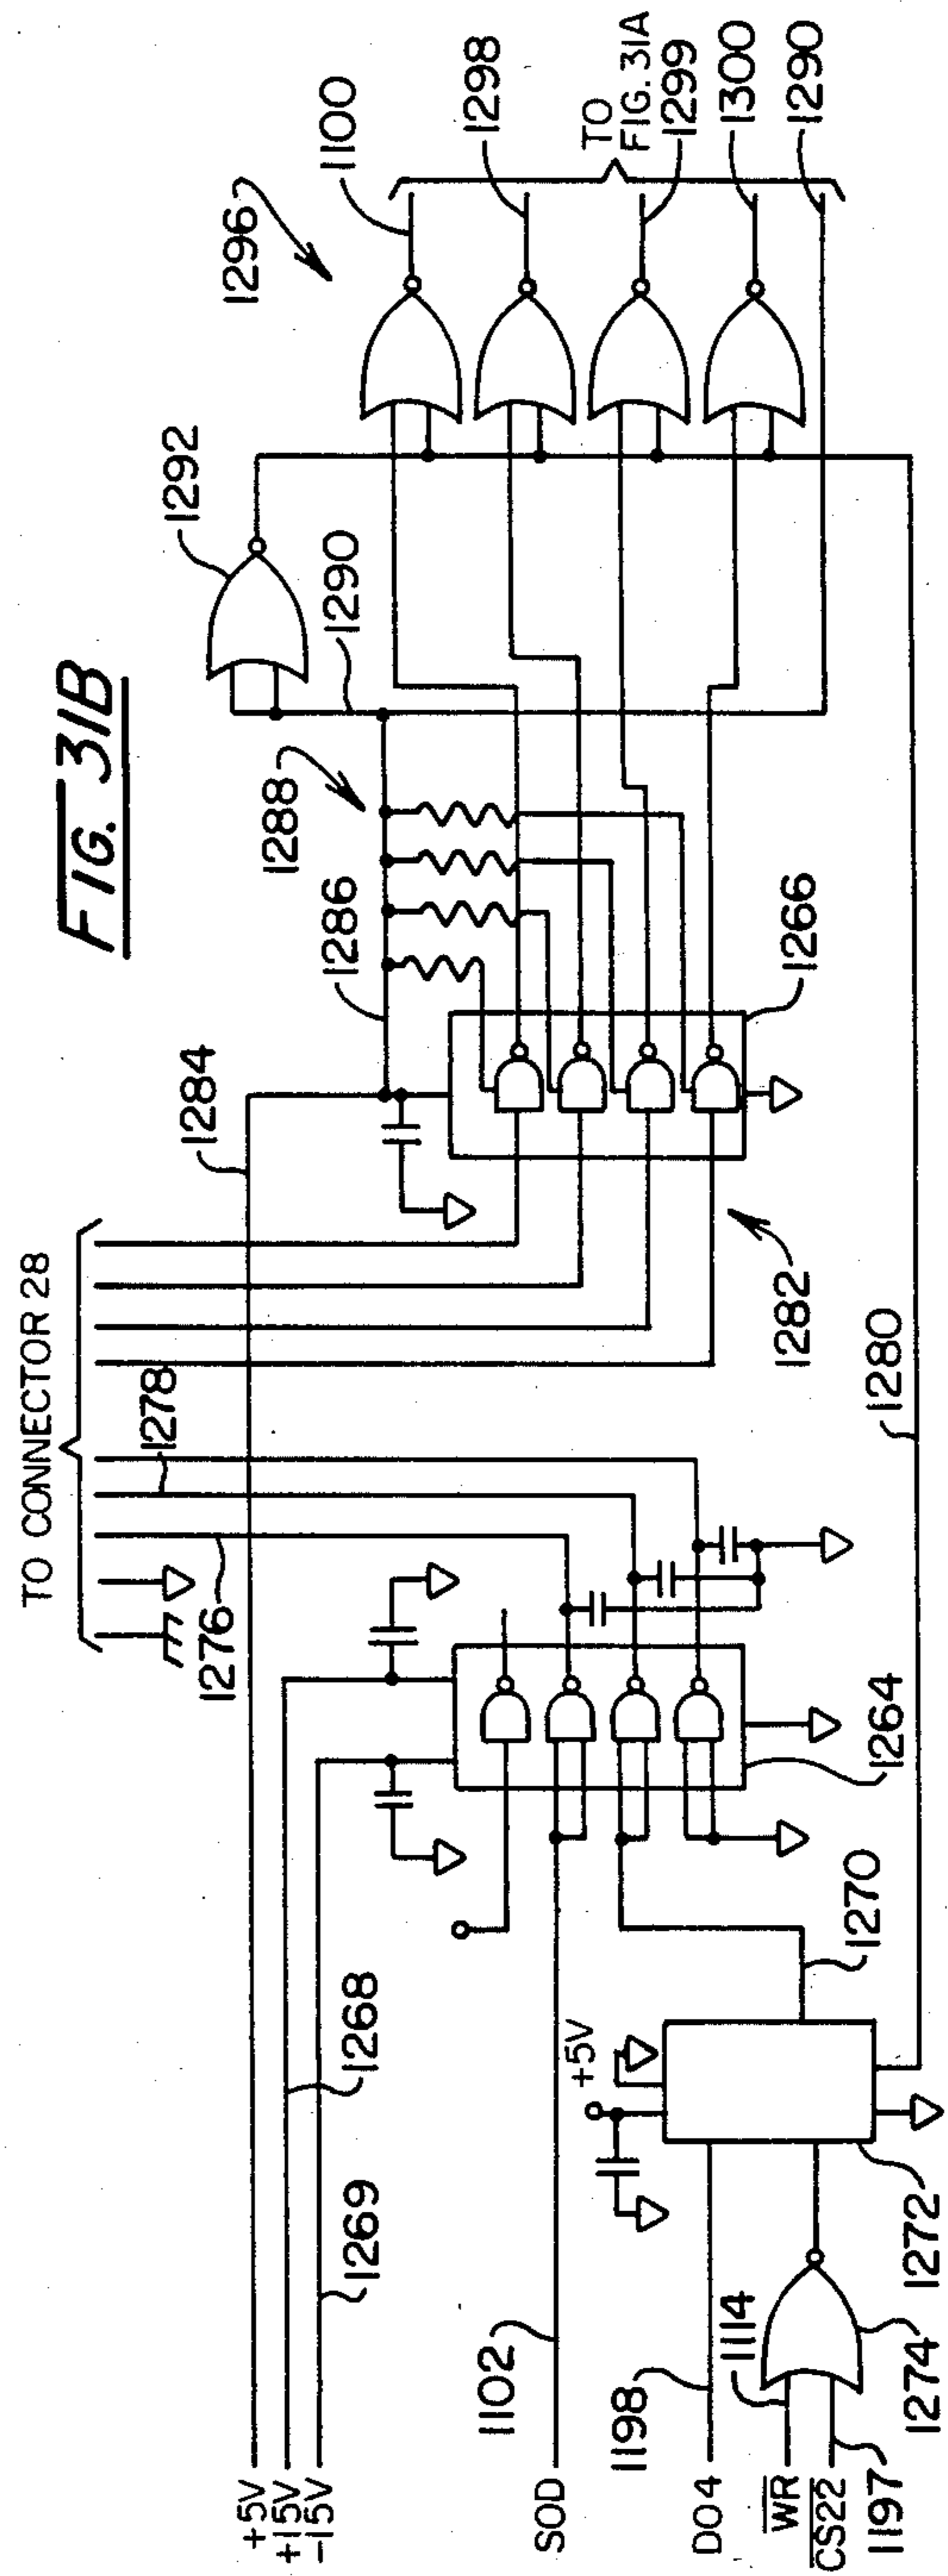 FIG. 31B
TO CONNECTOR 28
+5V
+15V
-15V
SOD
DO4
WR
CS22
1269
1268
1102
1198
1114
1197
1274
1272
+5V
1270
1264
1276
1278
1280
1282
1284
1286
1288
1266
1290
1292
1296
1100
1298
TO
FIG. 31A
1299
1300
1290